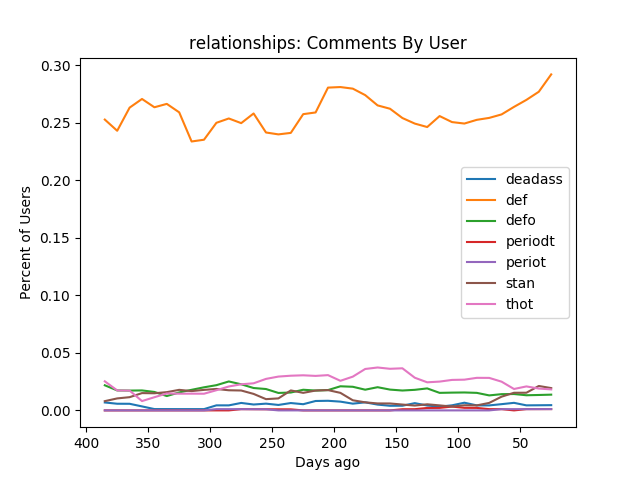 relationships: Comments By User
Percent of Users
0.30
0.25
0.20
0.15
0.10
0.05
0.00
deadass
def
defo
periodt
periot
stan
thot
400 350 300 250 200 150 100 50
Days ago